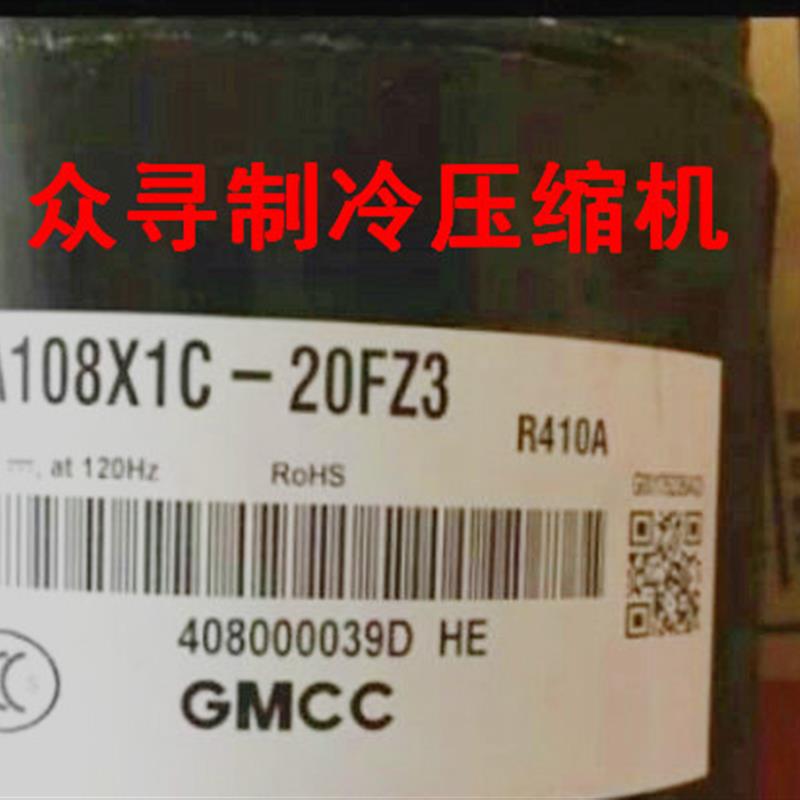 众寻制冷压缩机
A108X1C-20FZ3
R410A
⎓, at 120Hz RoHS
408000039D HE
GMCC